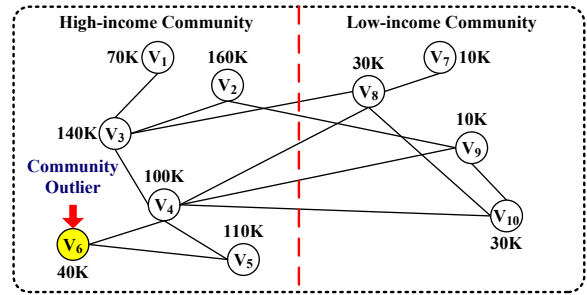 High-income Community
Low-income Community
70K V1
160K
V2
30K
V8
V7 10K
140K V3
10K
V9
Community
Outlier
100K
V4
V10
30K
V6
40K
110K
V5